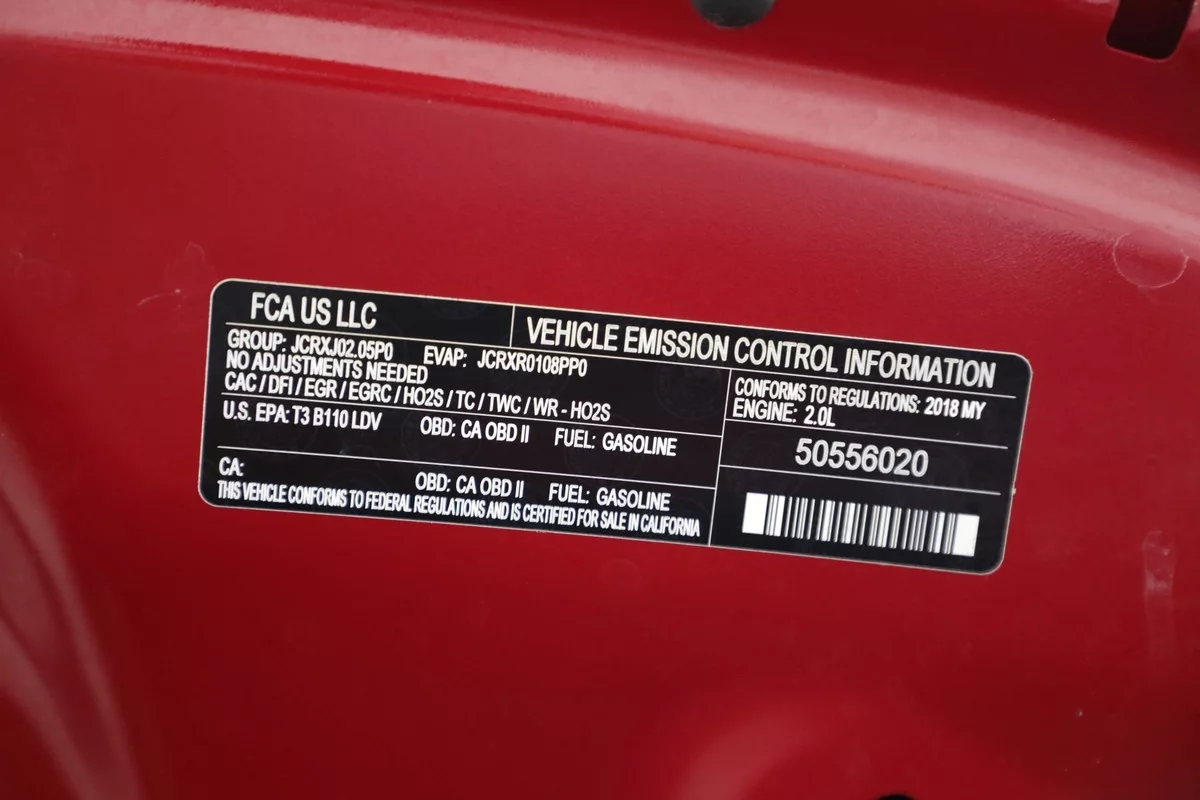 FCA US LLC
VEHICLE EMISSION CONTROL INFORMATION
GROUP: JCRXJ02.05P0 EVAP: JCRXR0108PP0
NO ADJUSTMENTS NEEDED
CAC / DFI / EGR / EGRC / HO2S / TC / TWC / WR - HO2S
CONFORMS TO REGULATIONS: 2018 MY
ENGINE: 2.0L
U.S. EPA: T3 B110 LDV OBD: CA OBD II FUEL: GASOLINE
50556020
CA: OBD: CA OBD II FUEL: GASOLINE
THIS VEHICLE CONFORMS TO FEDERAL REGULATIONS AND IS CERTIFIED FOR SALE IN CALIFORNIA